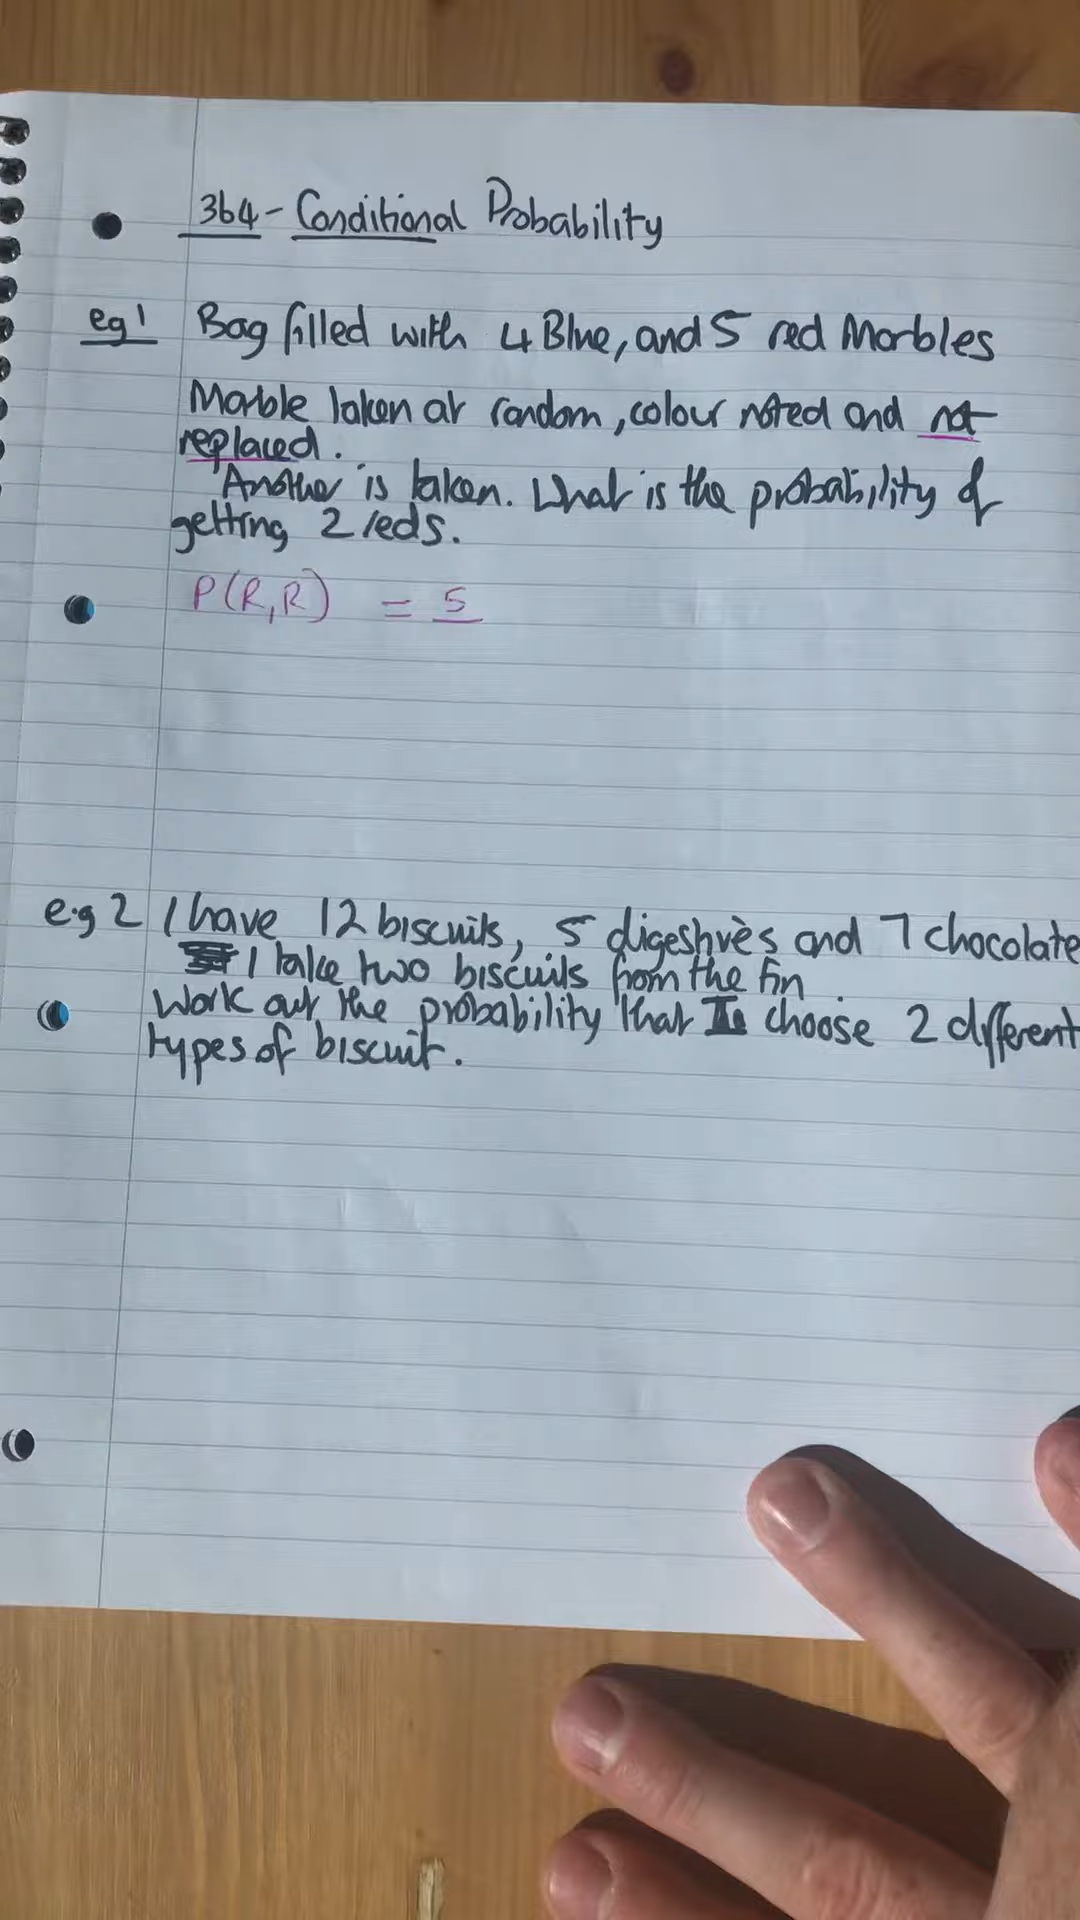 364 - Conditional Probability
eg 1 Bag filled with 4 Blue, and 5 red Marbles
Marble taken at random, colour noted and not
replaced.
Another is taken. What is the probability of
getting 2 reds.
P(R,R) = 5
e.g 2 I have 12 biscuits, 5 digestives and 7 chocolate
I take two biscuits from the tin
Work out the probability that I choose 2 different
types of biscuit.